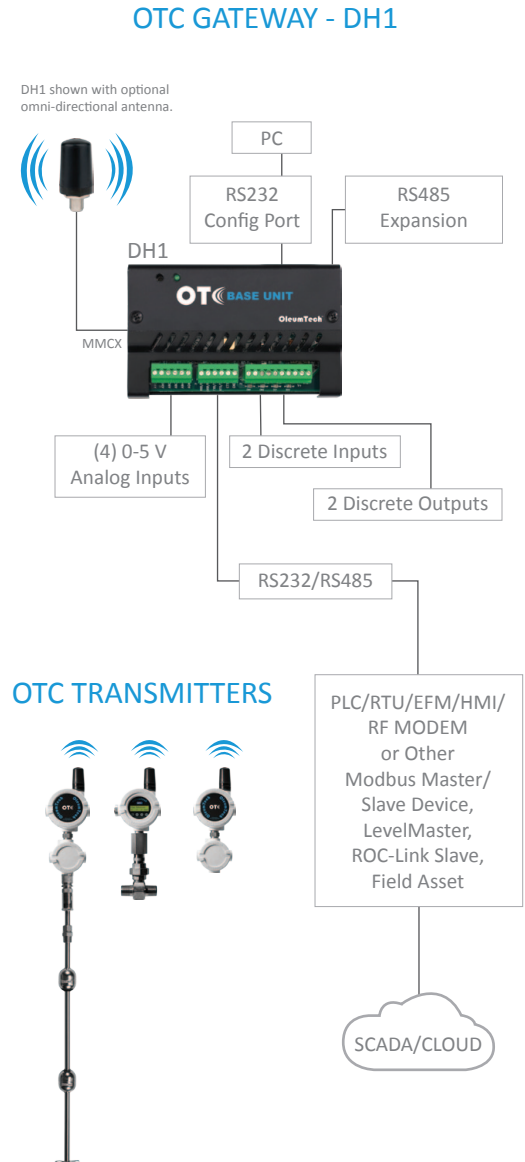 OTC GATEWAY - DH1
DH1 shown with optional
omni-directional antenna.
PC
RS232
Config Port
RS485
Expansion
DH1
OTC BASE UNIT
OleumTech
MMCX
(4) 0-5 V
Analog Inputs
2 Discrete Inputs
2 Discrete Outputs
RS232/RS485
OTC TRANSMITTERS
OTC
OTC
PLC/RTU/EFM/HMI/
RF MODEM
or Other
Modbus Master/
Slave Device,
LevelMaster,
ROC-Link Slave,
Field Asset
SCADA/CLOUD